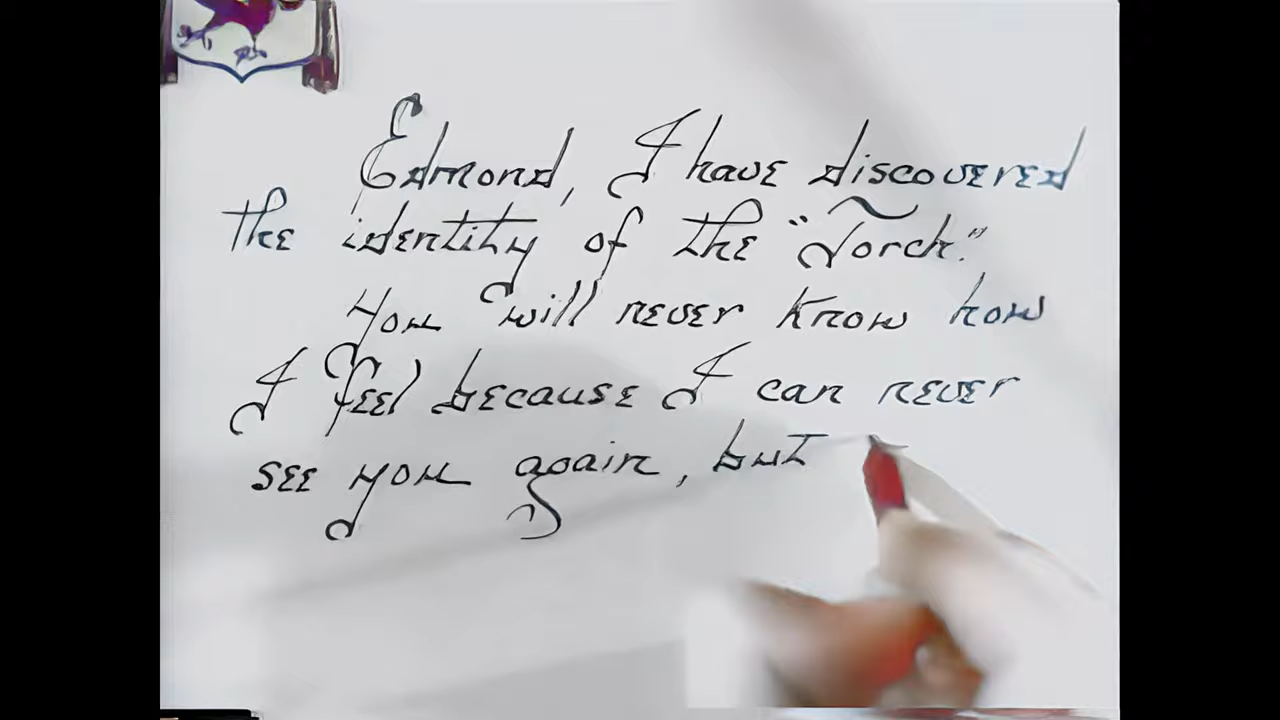 Edmond, I have discovered
the identity of the "Torch."
You will never know how
I feel because I can never
see you again, but